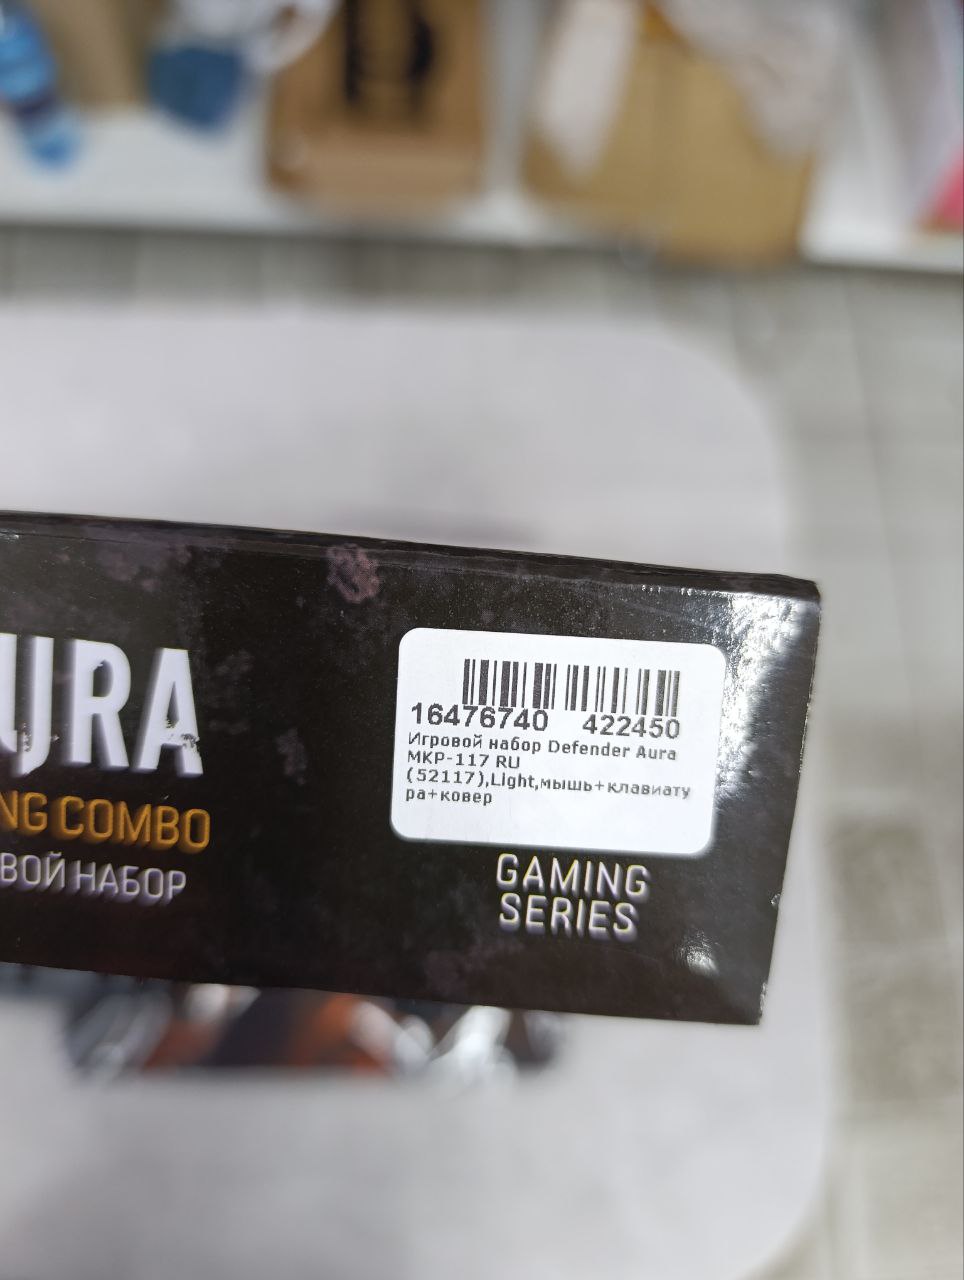 URA
NG COMBO
ВОЙ НАБОР
16476740 422450
Игровой набор Defender Aura
MKP-117 RU
(52117),Light,мышь+клавиату
ра+ковер
GAMING
SERIES